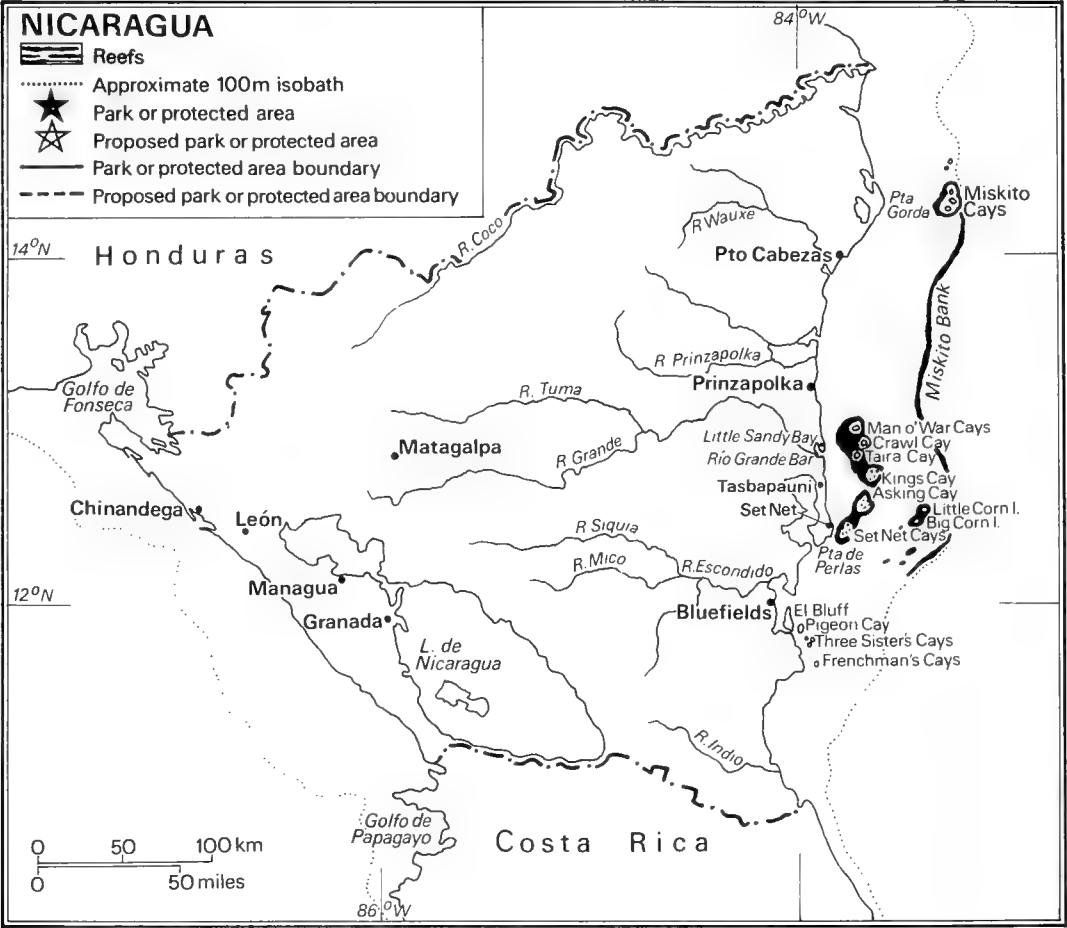 NICARAGUA
Reefs
Approximate 100m isobath
Park or protected area
Proposed park or protected area
Park or protected area boundary
Proposed park or protected area boundary
84°W
14°N
Honduras
R.Coco
Pta
Gorda
Miskito
Cays
R Wauxe
Pto Cabezas
Miskito Bank
Golfo de
Fonseca
R Prinzapolka
Prinzapolka
R. Tuma
Matagalpa
R Grande
Little Sandy Bay
Río Grande Bar
Tasbapauni
Set Net
Man o'War Cays
Crawl Cay
Taira Cay
Kings Cay
Asking Cay
Little Corn I.
Big Corn I.
Set Net Cays
Pta de
Perlas
Chinandega
León
R Siquia
R.Mico
R.Escondido
Managua
Granada
12°N
Bluefields
El Bluff
Pigeon Cay
Three Sister's Cays
Frenchman's Cays
L. de
Nicaragua
R.Indio
Golfo de
Papagayo
Costa Rica
0 50 100 km
0 50 miles
86°W